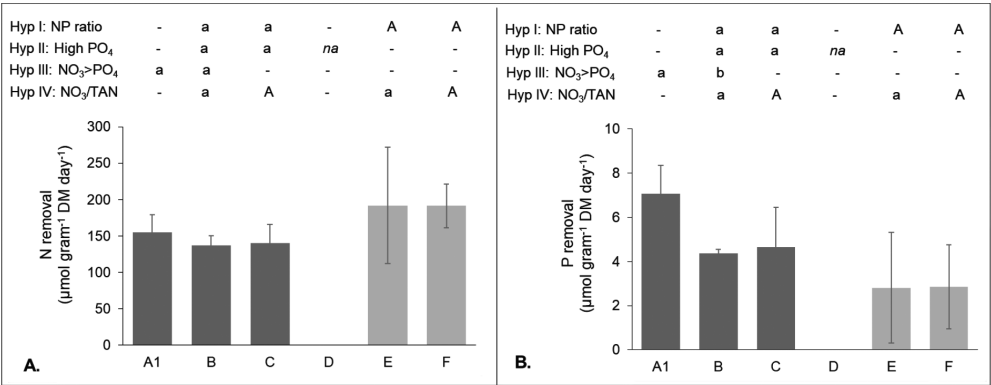 Hyp I: NP ratio - a a - A A
Hyp II: High PO₄ - a a na - -
Hyp III: NO₃>PO₄ a a - - - -
Hyp IV: NO₃/TAN - a A - a A
300
250
200
150
100
50
0
N removal
(µmol gram⁻¹ DM day⁻¹)
A1 B C D E F
A.
Hyp I: NP ratio - a a - A A
Hyp II: High PO₄ - a a na - -
Hyp III: NO₃>PO₄ a b - - - -
Hyp IV: NO₃/TAN - a A - a A
10
8
6
4
2
0
P removal
(µmol gram⁻¹ DM day⁻¹)
A1 B C D E F
B.